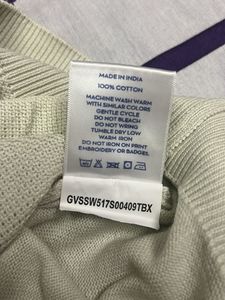 MADE IN INDIA
100% COTTON
MACHINE WASH WARM
WITH SIMILAR COLORS
GENTLE CYCLE
DO NOT BLEACH
DO NOT WRING
TUMBLE DRY LOW
WARM IRON
DO NOT IRON ON PRINT
EMBROIDERY OR BADGES
GVSSW517S00409TBX